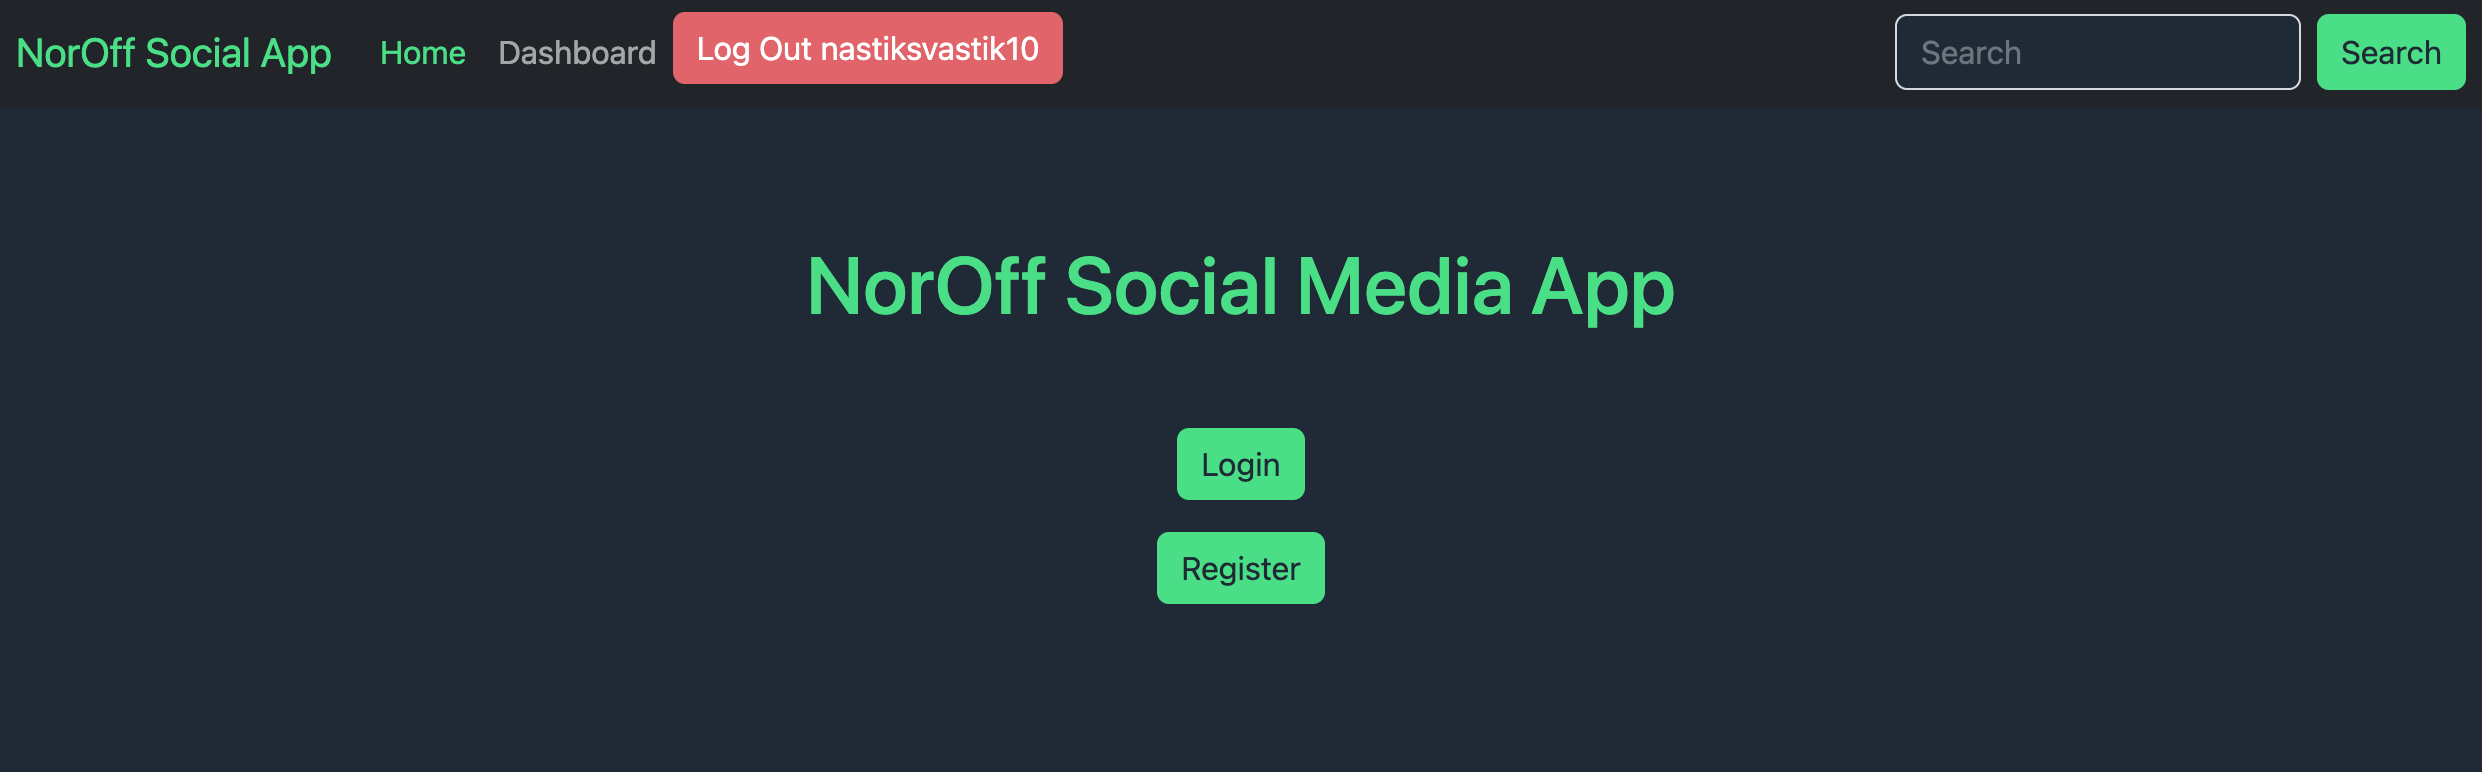 NorOff Social App Home Dashboard Log Out nastiksvastik10 Search Search
NorOff Social Media App
Login
Register